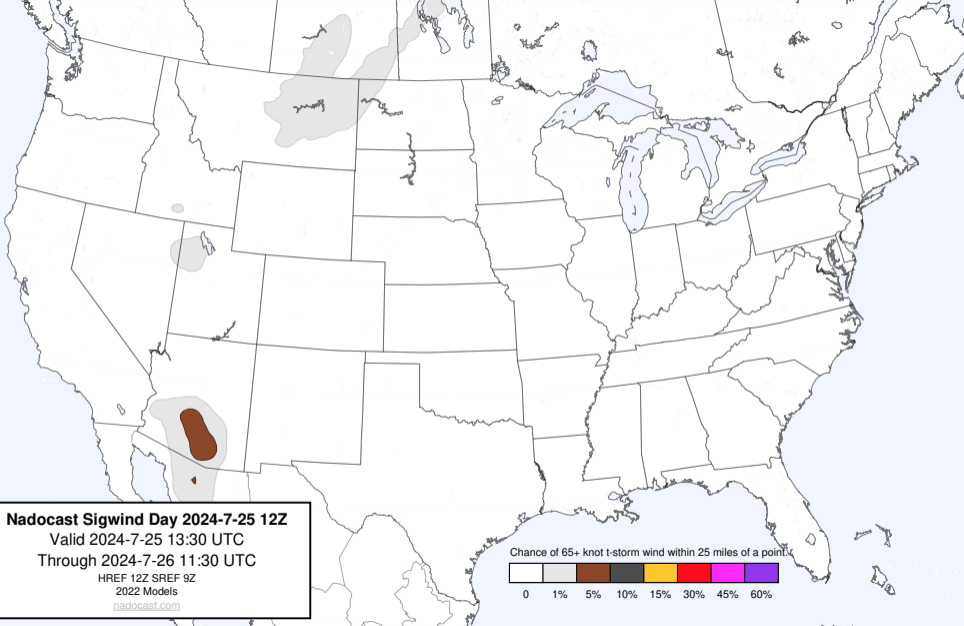 Nadocast Sigwind Day 2024-7-25 12Z
Valid 2024-7-25 13:30 UTC
Through 2024-7-26 11:30 UTC
HREF 12Z SREF 9Z
2022 Models
nadocast.com
Chance of 65+ knot t-storm wind within 25 miles of a point.
0 1% 5% 10% 15% 30% 45% 60%